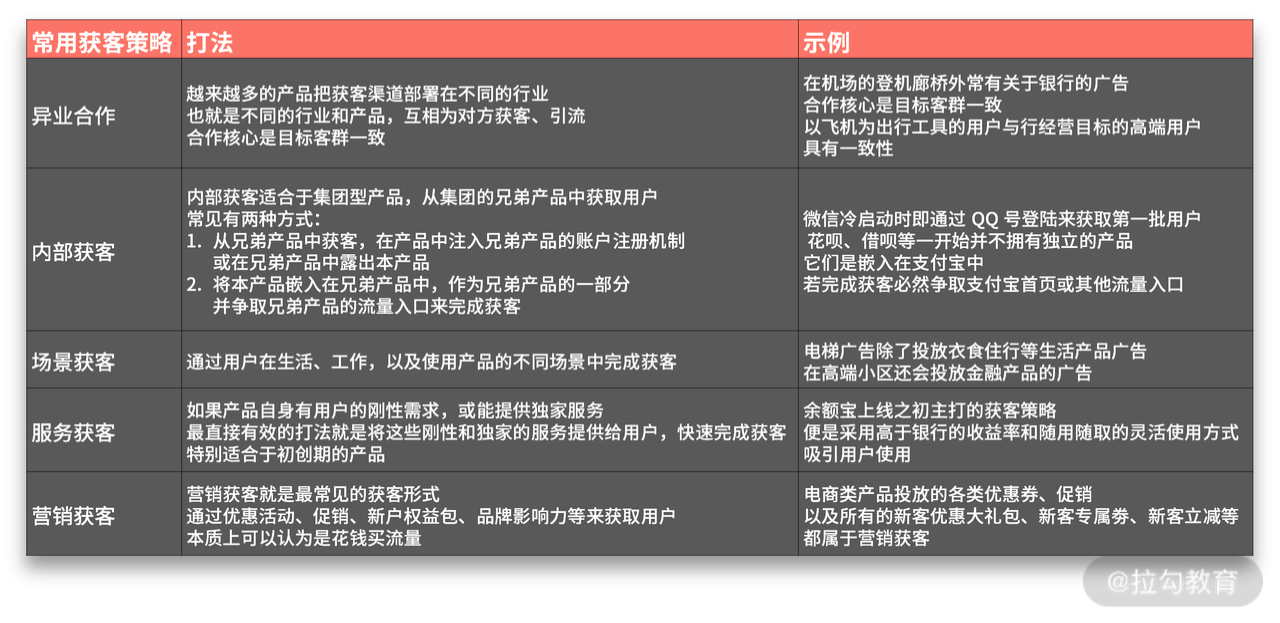 常用获客策略 打法 示例
异业合作
越来越多的产品把获客渠道部署在不同的行业
也就是不同的行业和产品，互相为对方获客、引流
合作核心是目标客群一致
在机场的登机廊桥外常有关于银行的广告
合作核心是目标客群一致
以飞机为出行工具的用户与行经营目标的高端用户
具有一致性
内部获客
内部获客适合于集团型产品，从集团的兄弟产品中获取用户
常见有两种方式：
1. 从兄弟产品中获客，在产品中注入兄弟产品的账户注册机制
或在兄弟产品中露出本产品
2. 将本产品嵌入在兄弟产品中，作为兄弟产品的一部分
并争取兄弟产品的流量入口来完成获客
微信冷启动时即通过 QQ 号登陆来获取第一批用户
花呗、借呗等一开始并不拥有独立的产品
它们是嵌入在支付宝中
若完成获客必然争取支付宝首页或其他流量入口
场景获客
通过用户在生活、工作，以及使用产品的不同场景中完成获客
电梯广告除了投放衣食住行等生活产品广告
在高端小区还会投放金融产品的广告
服务获客
如果产品自身有用户的刚性需求，或能提供独家服务
最直接有效的打法就是将这些刚性和独家的服务提供给用户，快速完成获客
特别适合于初创期的产品
余额宝上线之初主打的获客策略
便是采用高于银行的收益率和随用随取的灵活使用方式
吸引用户使用
营销获客
营销获客就是最常见的获客形式
通过优惠活动、促销、新户权益包、品牌影响力等来获取用户
本质上可以认为是花钱买流量
电商类产品投放的各类优惠券、促销
以及所有的新客优惠大礼包、新客专属劵、新客立减等
都属于营销获客
@拉勾教育